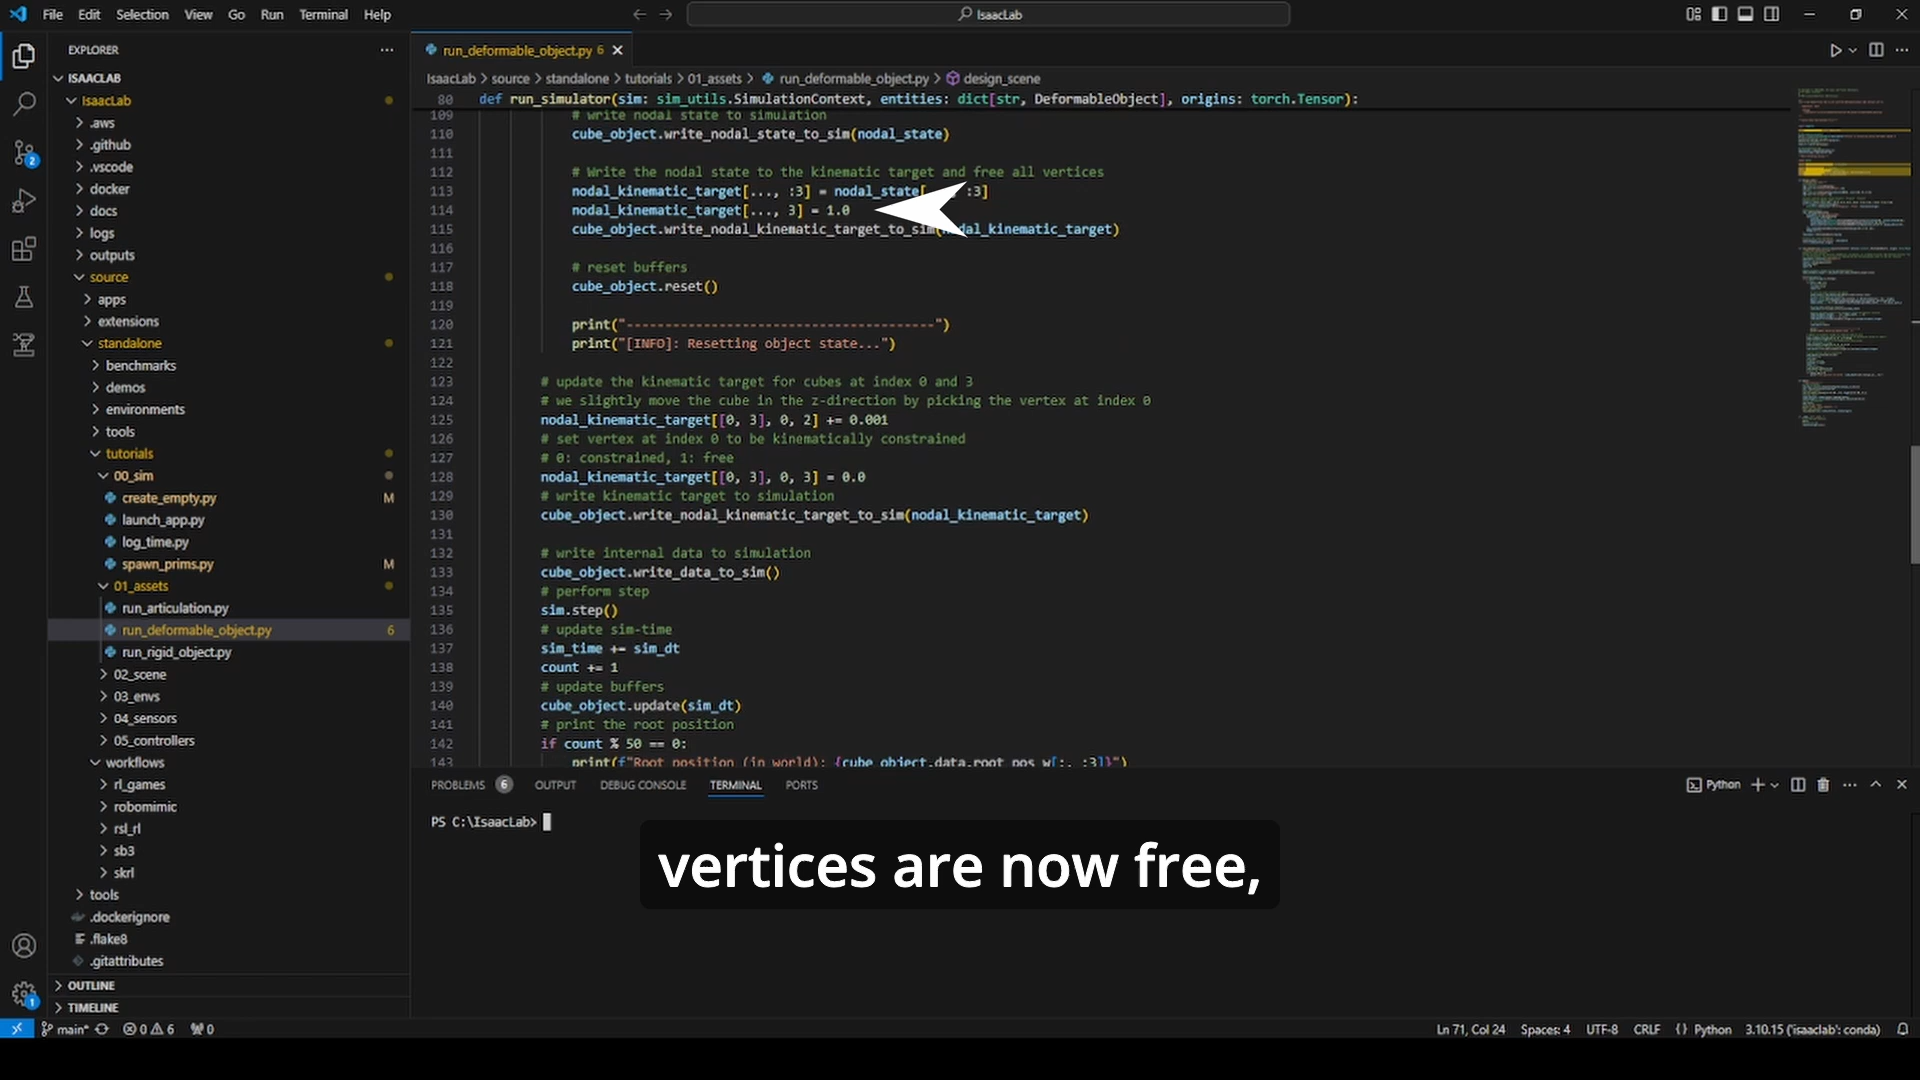 File Edit Selection View Go Run Terminal Help
IsaacLab
EXPLORER
ISAACLAB
IsaacLab
.aws
.github
.vscode
docker
docs
logs
outputs
source
apps
extensions
standalone
benchmarks
demos
environments
tools
tutorials
00_sim
create_empty.py M
launch_app.py
log_time.py
spawn_prims.py M
01_assets
run_articulation.py
run_deformable_object.py 6
run_rigid_object.py
02_scene
03_envs
04_sensors
05_controllers
workflows
rl_games
robomimic
rsl_rl
sb3
skrl
tools
.dockerignore
.flake8
.gitattributes
OUTLINE
TIMELINE
2
1
run_deformable_object.py 6
IsaacLab > source > standalone > tutorials > 01_assets > run_deformable_object.py > design_scene
80 def run_simulator(sim: sim_utils.SimulationContext, entities: dict[str, DeformableObject], origins: torch.Tensor):
109 # write nodal state to simulation
110 cube_object.write_nodal_state_to_sim(nodal_state)
111
112 # Write the nodal state to the kinematic target and free all vertices
113 nodal_kinematic_target[..., :3] = nodal_state[ :3]
114 nodal_kinematic_target[..., 3] = 1.0
115 cube_object.write_nodal_kinematic_target_to_sim(nodal_kinematic_target)
116
117 # reset buffers
118 cube_object.reset()
119
120 print("----------------------------------------")
121 print("[INFO]: Resetting object state...")
122
123 # update the kinematic target for cubes at index 0 and 3
124 # we slightly move the cube in the z-direction by picking the vertex at index 0
125 nodal_kinematic_target[[0, 3], 0, 2] += 0.001
126 # set vertex at index 0 to be kinematically constrained
127 # 0: constrained, 1: free
128 nodal_kinematic_target[[0, 3], 0, 3] = 0.0
129 # write kinematic target to simulation
130 cube_object.write_nodal_kinematic_target_to_sim(nodal_kinematic_target)
131
132 # write internal data to simulation
133 cube_object.write_data_to_sim()
134 # perform step
135 sim.step()
136 # update sim-time
137 sim_time += sim_dt
138 count += 1
139 # update buffers
140 cube_object.update(sim_dt)
141 # print the root position
142 if count % 50 == 0:
143 print(f"Root position (in world): {cube_object.data.root_pos_w[:, :3]}")
PROBLEMS 6 OUTPUT DEBUG CONSOLE TERMINAL PORTS
Python
PS C:\IsaacLab>
vertices are now free,
main* 0 6 0
Ln 71, Col 24 Spaces: 4 UTF-8 CRLF {} Python 3.10.15 ('isaaclab': conda)